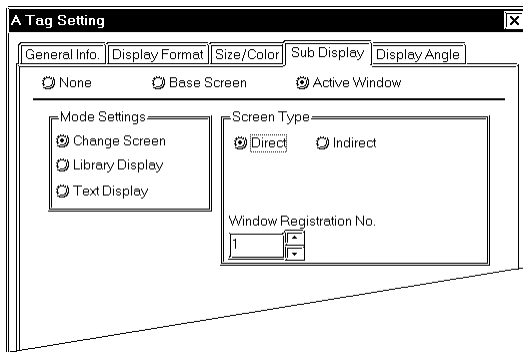 A Tag Setting
General Info. Display Format Size/Color Sub Display Display Angle
None Base Screen Active Window
Mode Settings Screen Type
Change Screen Direct Indirect
Library Display
Text Display
Window Registration No.
1